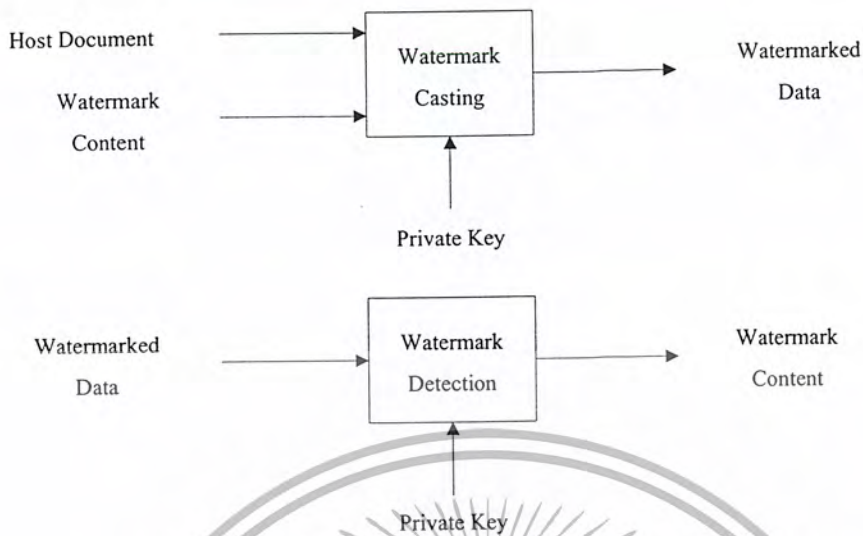 Host Document
Watermark
Content
Watermark
Casting
Watermarked
Data
Private Key
Watermarked
Data
Watermark
Detection
Watermark
Content
Private Key